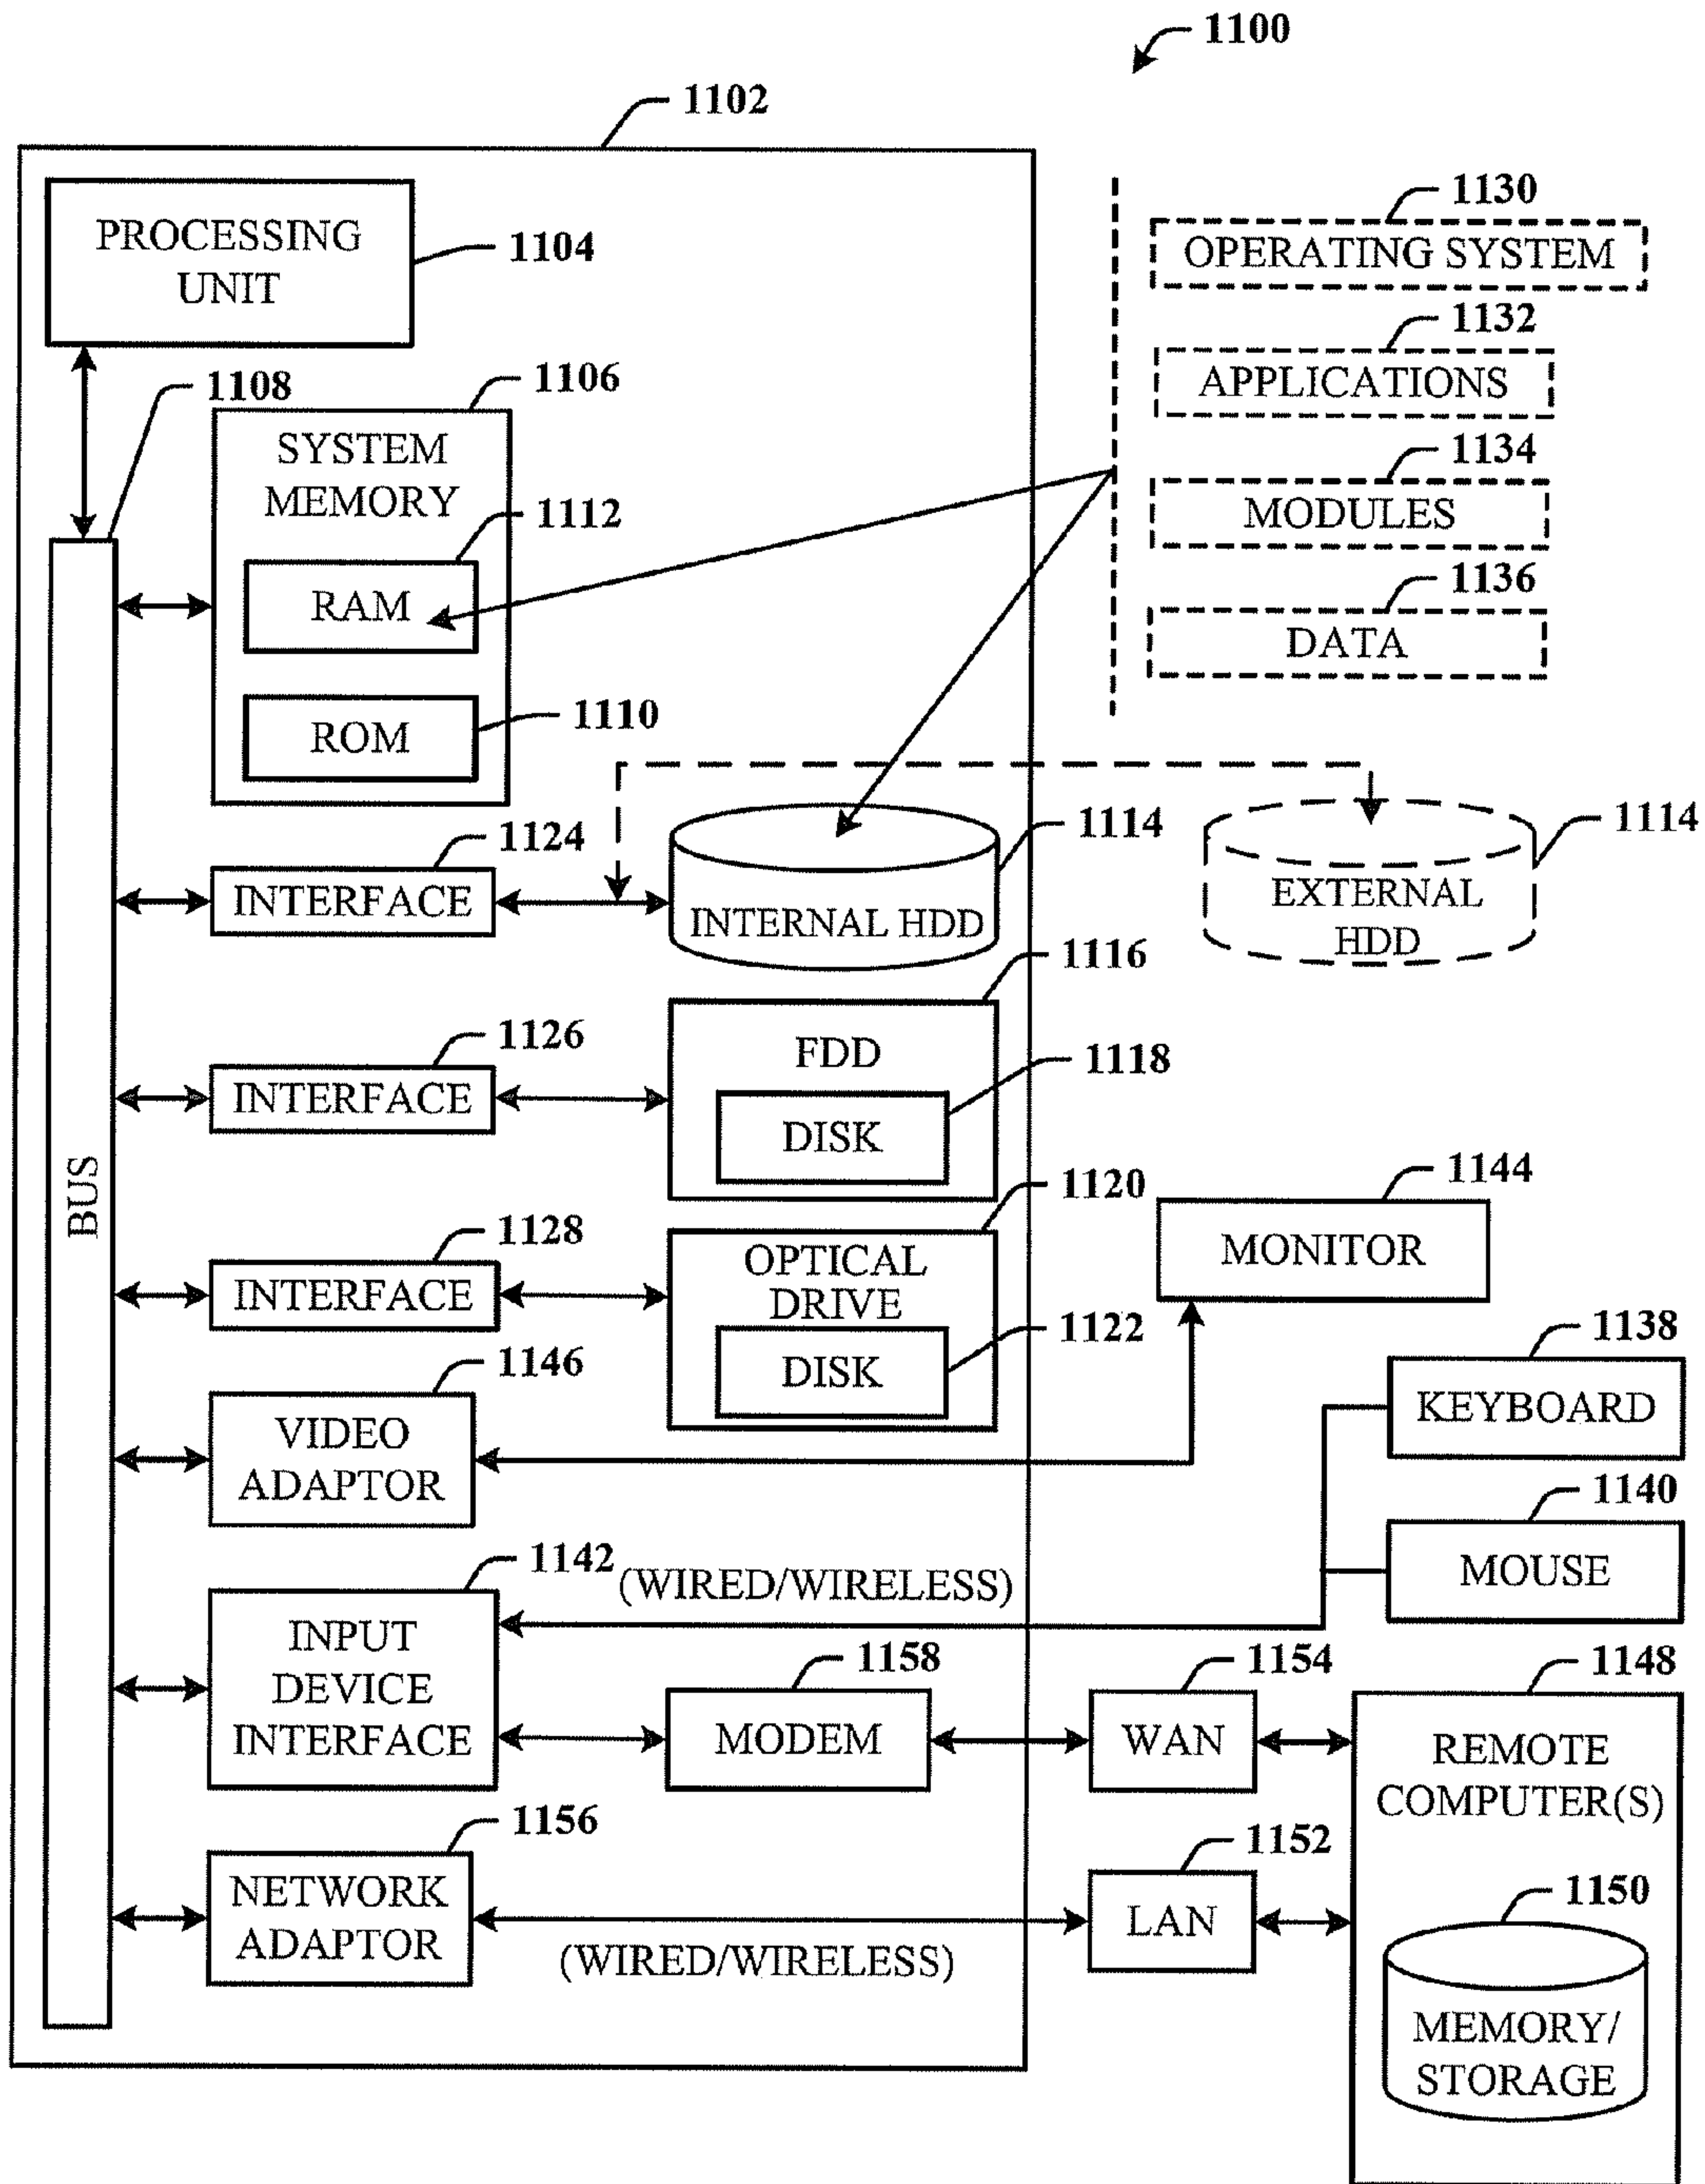 1100
1102
PROCESSING
UNIT
1104
1130
OPERATING SYSTEM
1132
APPLICATIONS
1134
MODULES
1136
DATA
1108
1106
SYSTEM
MEMORY
1112
RAM
1110
ROM
BUS
1124
INTERFACE
1114
INTERNAL HDD
1114
EXTERNAL
HDD
1126
INTERFACE
1116
FDD
1118
DISK
1128
INTERFACE
1120
OPTICAL
DRIVE
1122
DISK
1144
MONITOR
1146
VIDEO
ADAPTOR
1138
KEYBOARD
1140
MOUSE
1142
(WIRED/WIRELESS)
INPUT
DEVICE
INTERFACE
1158
MODEM
1154
WAN
1148
REMOTE
COMPUTER(S)
1156
NETWORK
ADAPTOR
(WIRED/WIRELESS)
1152
LAN
1150
MEMORY/
STORAGE